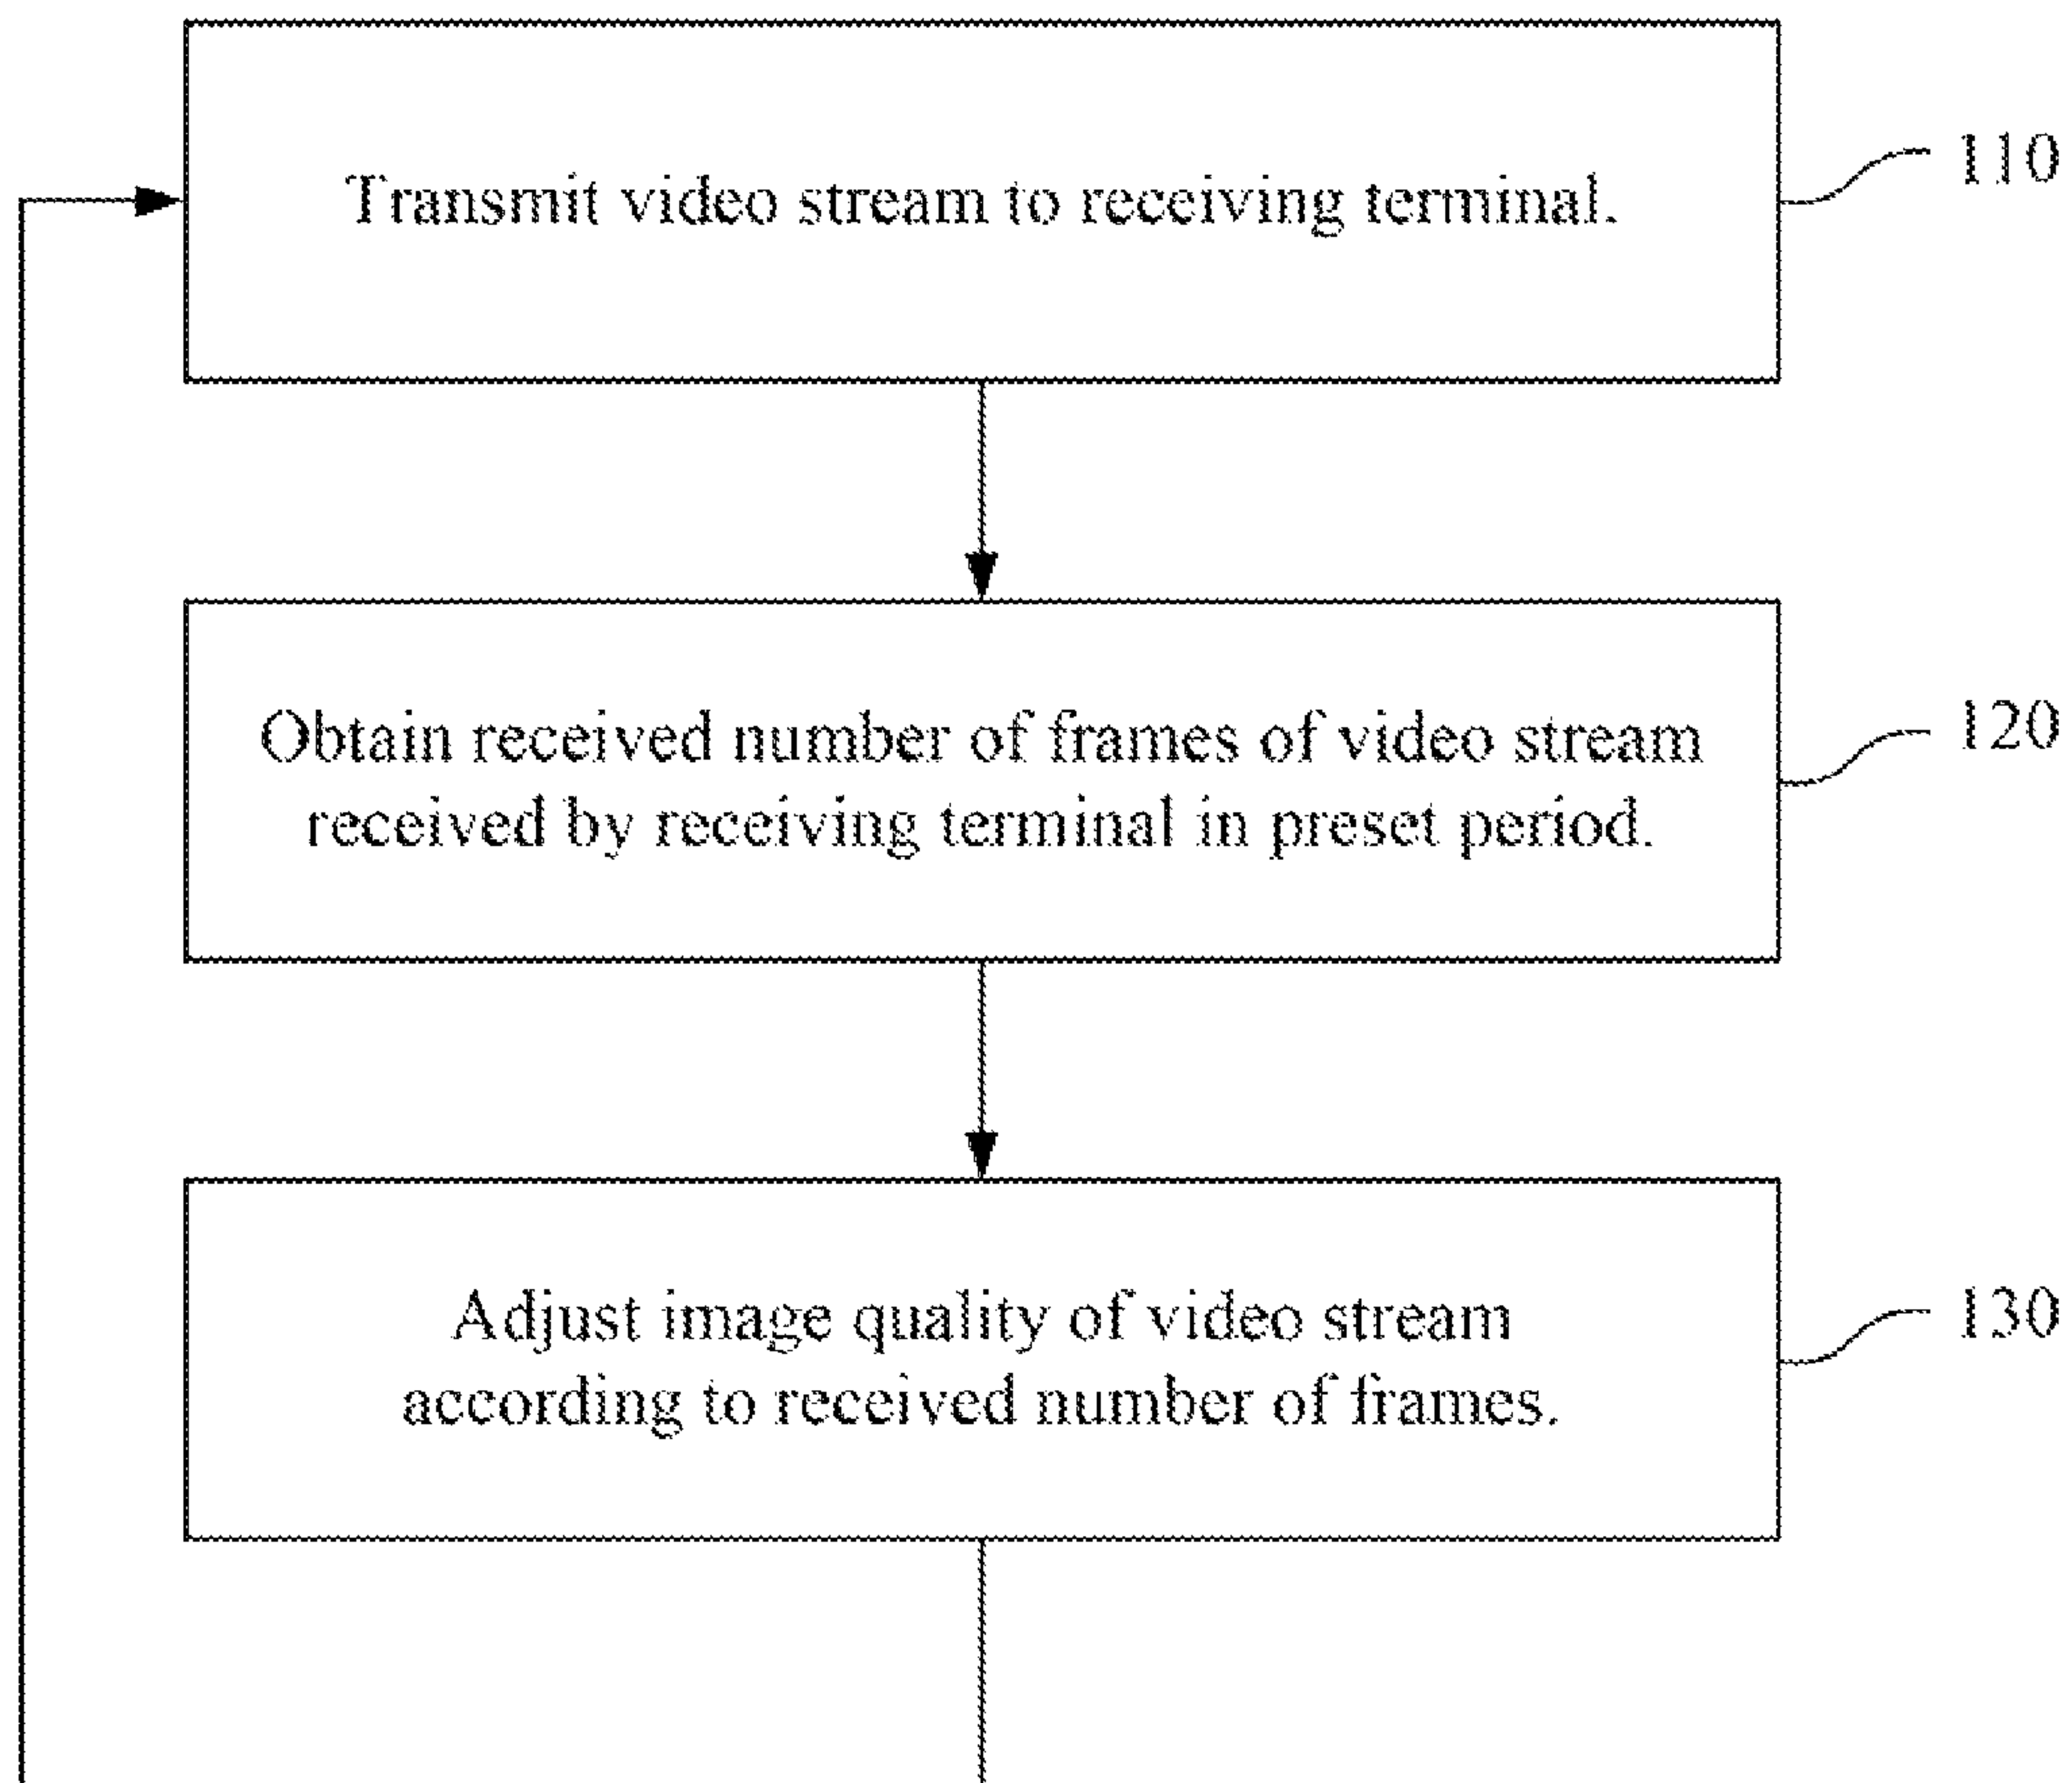 Transmit video stream to receiving terminal.
110
Obtain received number of frames of video stream
received by receiving terminal in preset period.
120
Adjust image quality of video stream
according to received number of frames.
130